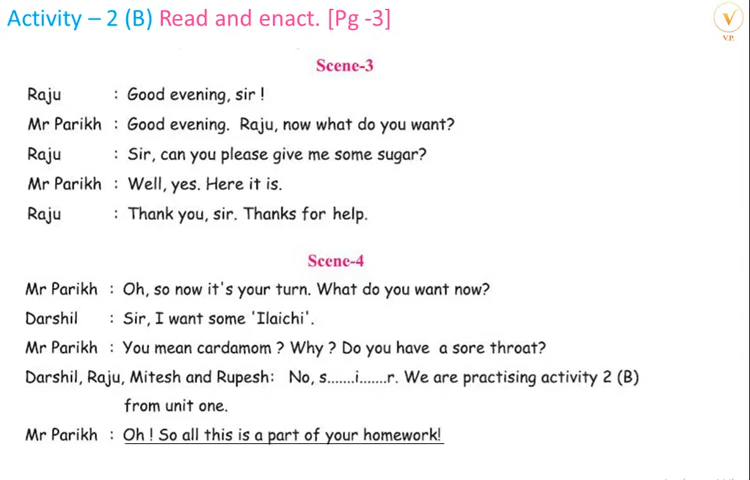 Activity – 2 (B) Read and enact. [Pg -3]
V
V.P.
Scene-3
Raju : Good evening, sir !
Mr Parikh : Good evening. Raju, now what do you want?
Raju : Sir, can you please give me some sugar?
Mr Parikh : Well, yes. Here it is.
Raju : Thank you, sir. Thanks for help.
Scene-4
Mr Parikh : Oh, so now it's your turn. What do you want now?
Darshil : Sir, I want some 'Ilaichi'.
Mr Parikh : You mean cardamom ? Why ? Do you have a sore throat?
Darshil, Raju, Mitesh and Rupesh: No, s.......i.......r. We are practising activity 2 (B)
from unit one.
Mr Parikh : Oh ! So all this is a part of your homework!